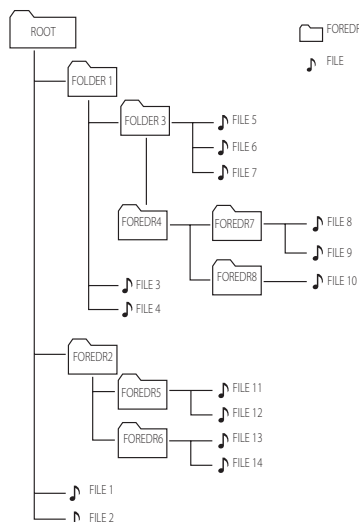 ROOT
FOREDR
FILE
FOLDER 1
FOLDER 3
FILE 5
FILE 6
FILE 7
FOREDR4
FOREDR7
FILE 8
FILE 9
FOREDR8
FILE 10
FILE 3
FILE 4
FOREDR2
FOREDR5
FILE 11
FILE 12
FOREDR6
FILE 13
FILE 14
FILE 1
FILE 2